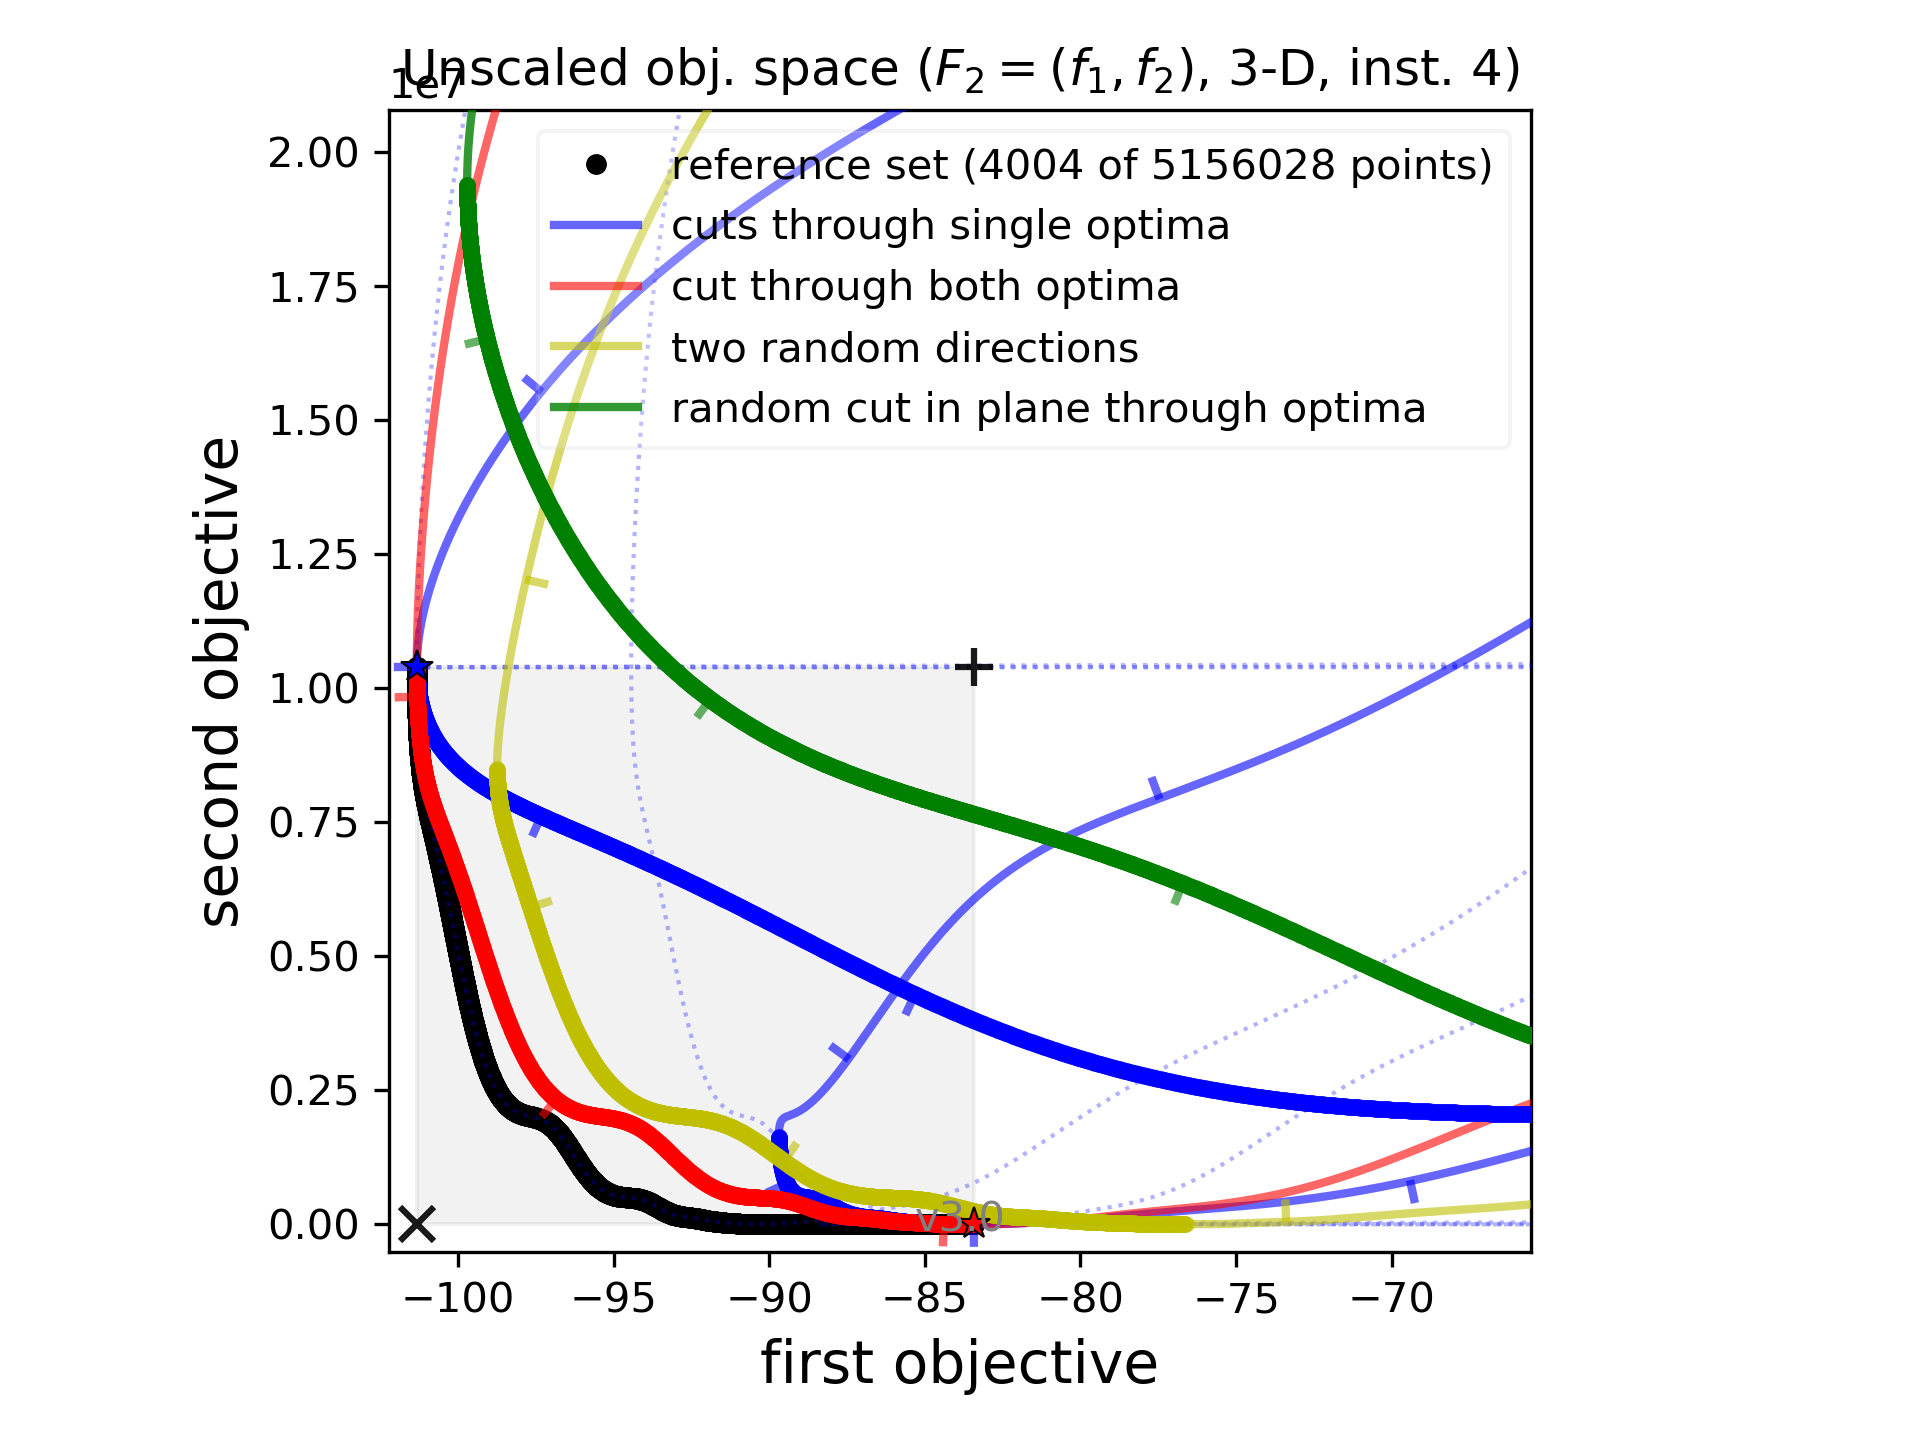 Unscaled obj. space (F₂ = (f₁, f₂), 3-D, inst. 4)
1e7
reference set (4004 of 5156028 points)
cuts through single optima
cut through both optima
two random directions
random cut in plane through optima
second objective
2.00
1.75
1.50
1.25
1.00
0.75
0.50
0.25
0.00
v3.0
−100 −95 −90 −85 −80 −75 −70
first objective